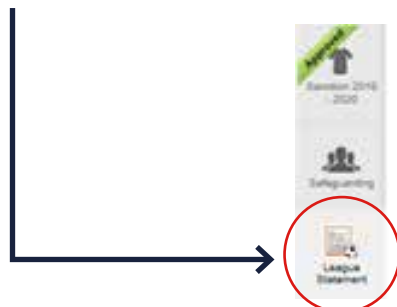 Approved
Season 2019
- 2020
Safeguarding
League
Statement